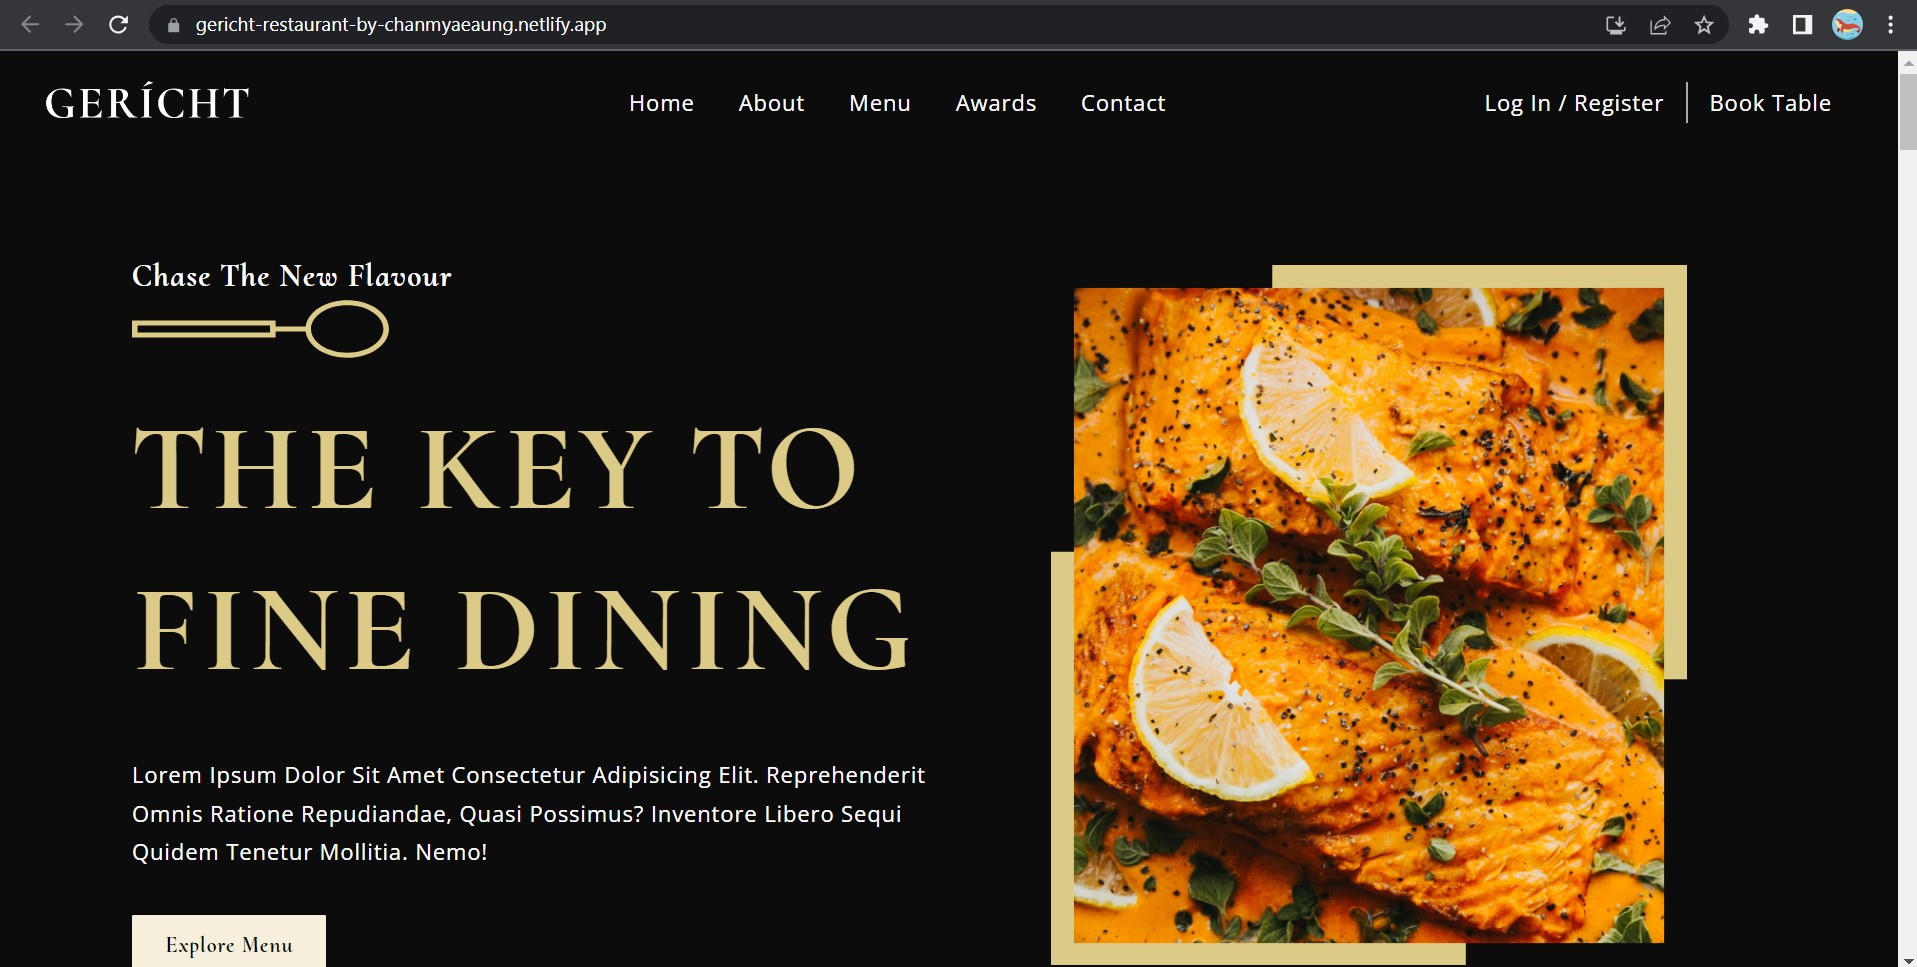 gericht-restaurant-by-chanmyaeaung.netlify.app
GERÍCHT
Home About Menu Awards Contact
Log In / Register Book Table
Chase The New Flavour
THE KEY TO
FINE DINING
Lorem Ipsum Dolor Sit Amet Consectetur Adipisicing Elit. Reprehenderit
Omnis Ratione Repudiandae, Quasi Possimus? Inventore Libero Sequi
Quidem Tenetur Mollitia. Nemo!
Explore Menu